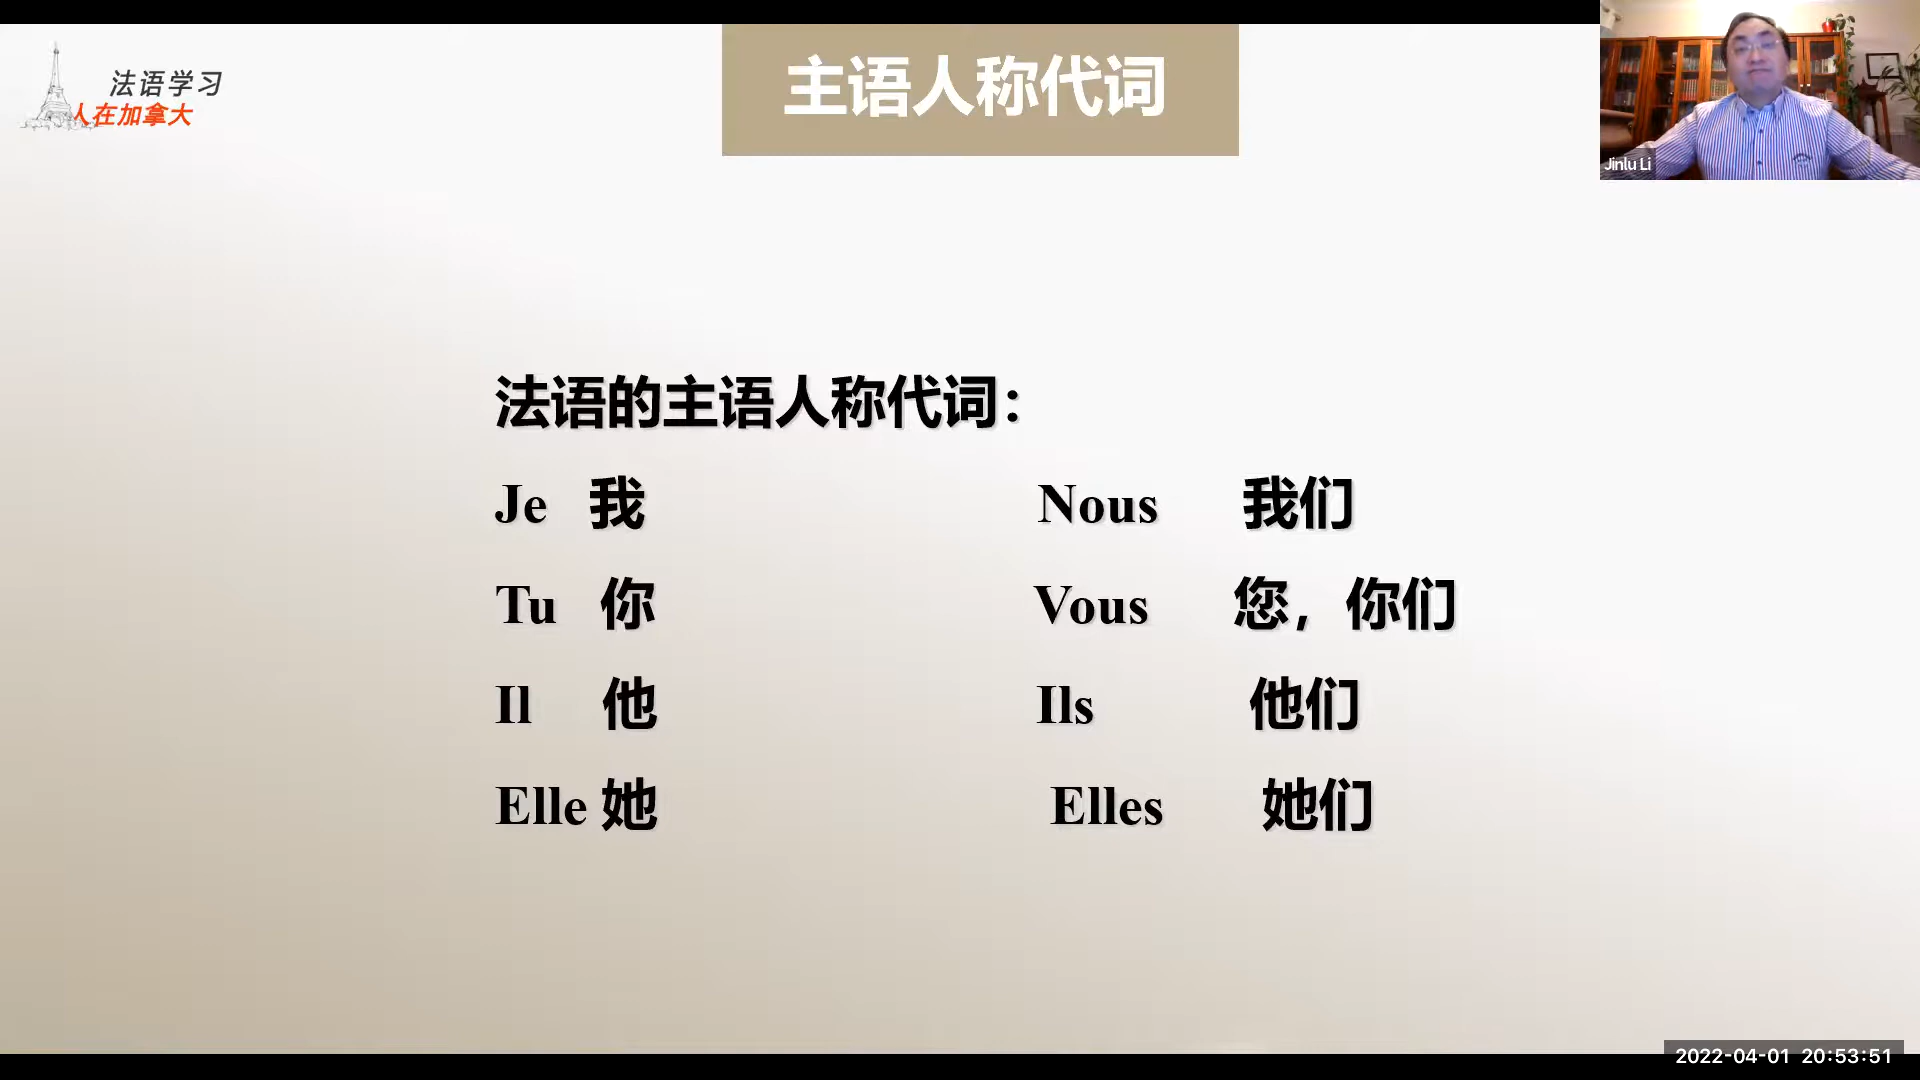 法语学习
人在加拿大
主语人称代词
Jinlu Li
法语的主语人称代词：
Je 我 Nous 我们
Tu 你 Vous 您，你们
Il 他 Ils 他们
Elle 她 Elles 她们
2022-04-01 20:53:51